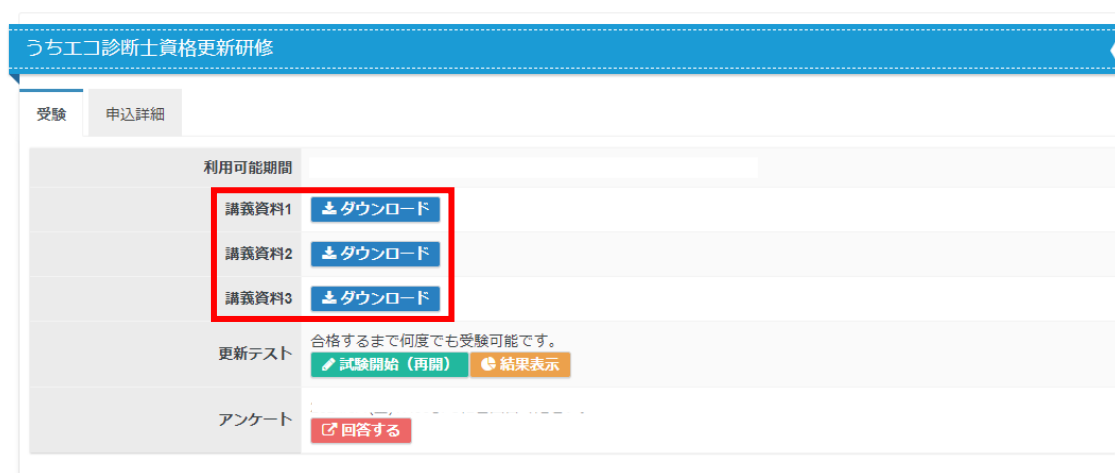 うちエコ診断士資格更新研修
受験 申込詳細
利用可能期間
講義資料1 ダウンロード
講義資料2 ダウンロード
講義資料3 ダウンロード
更新テスト 合格するまで何度でも受験可能です。
試験開始（再開） 結果表示
アンケート
回答する